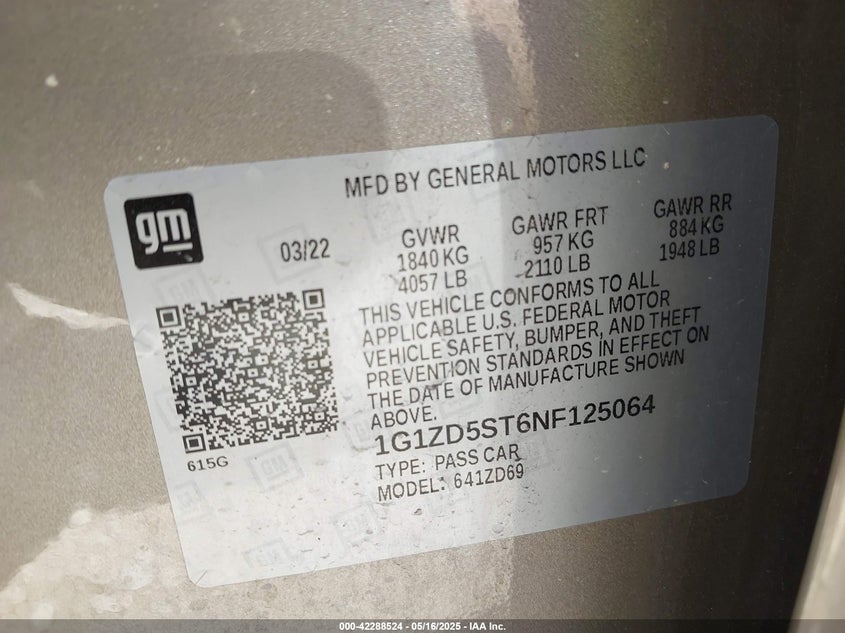 MFD BY GENERAL MOTORS LLC
gm
03/22
GVWR
1840 KG
4057 LB
GAWR FRT
957 KG
2110 LB
GAWR RR
884 KG
1948 LB
THIS VEHICLE CONFORMS TO ALL
APPLICABLE U.S. FEDERAL MOTOR
VEHICLE SAFETY, BUMPER, AND THEFT
PREVENTION STANDARDS IN EFFECT ON
THE DATE OF MANUFACTURE SHOWN
ABOVE.
1G1ZD5ST6NF125064
TYPE: PASS CAR
MODEL: 641ZD69
615G
000-42288524 - 05/16/2025 - IAA Inc.